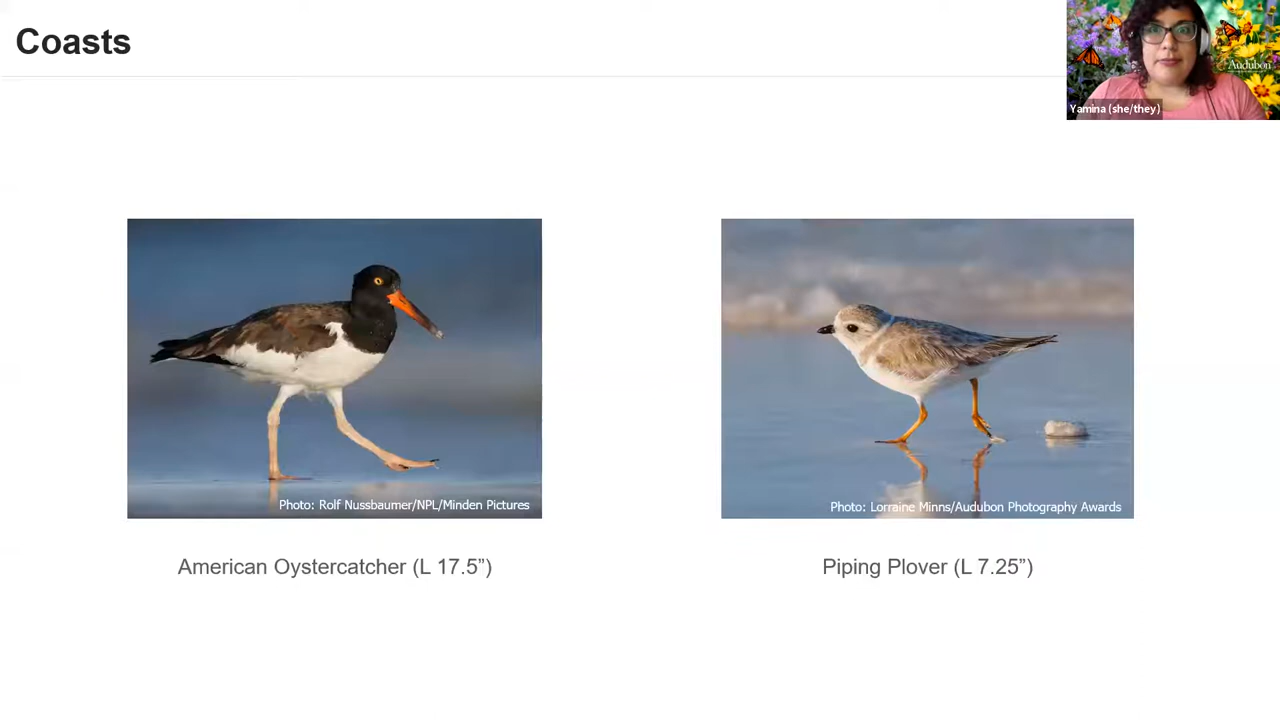 Coasts
Audubon
Yamina (she/they)
Photo: Rolf Nussbaumer/NPL/Minden Pictures
Photo: Lorraine Minns/Audubon Photography Awards
American Oystercatcher (L 17.5”)
Piping Plover (L 7.25”)